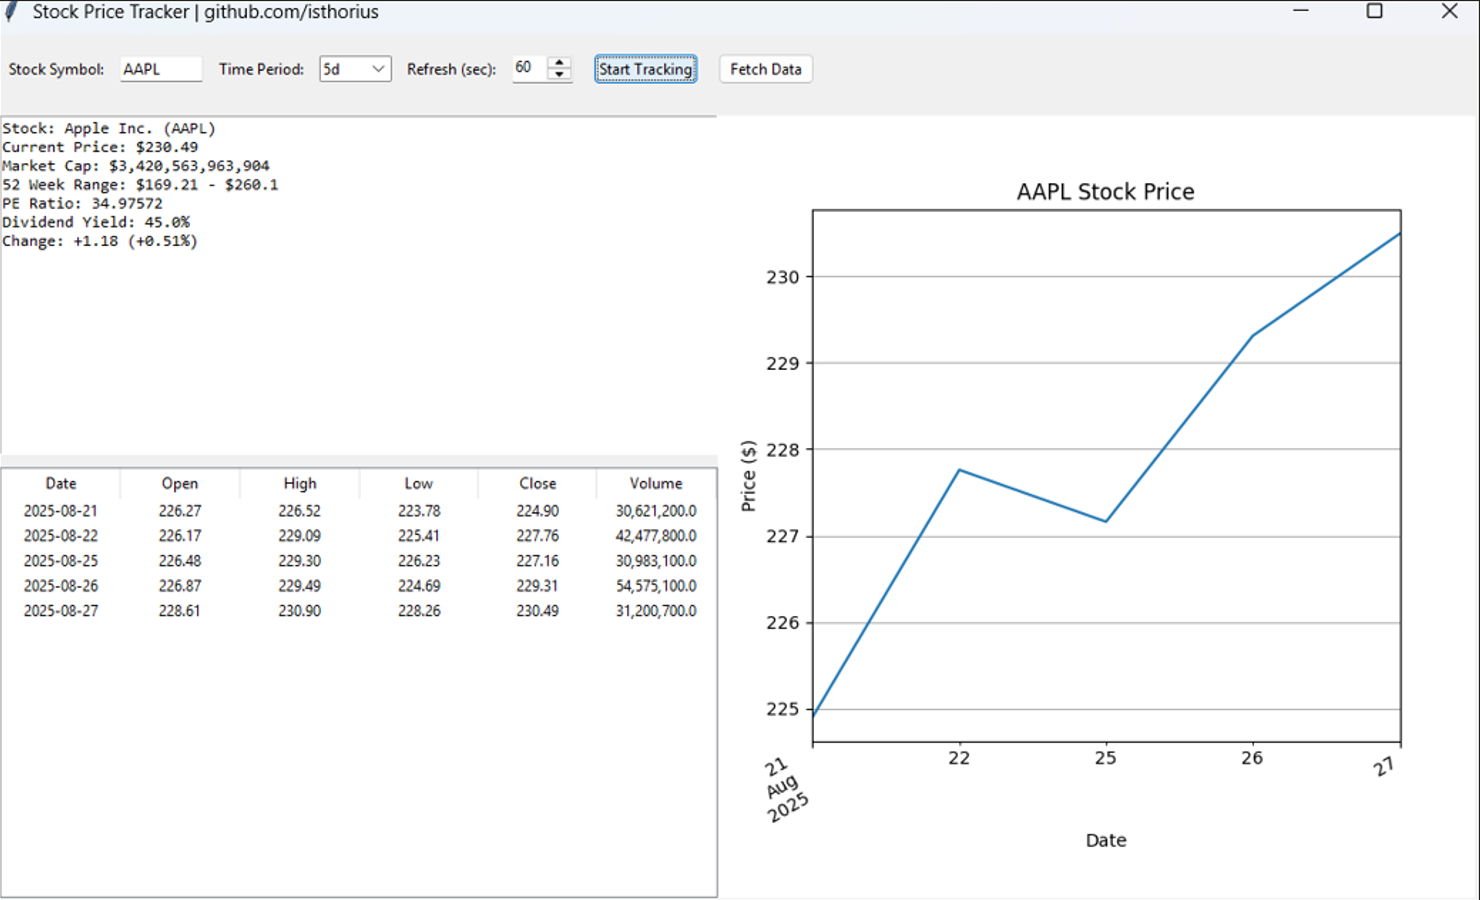 Stock Price Tracker | github.com/isthorius
Stock Symbol: AAPL Time Period: 5d Refresh (sec): 60 Start Tracking Fetch Data
Stock: Apple Inc. (AAPL)
Current Price: $230.49
Market Cap: $3,420,563,963,904
52 Week Range: $169.21 - $260.1
PE Ratio: 34.97572
Dividend Yield: 45.0%
Change: +1.18 (+0.51%)
Date Open High Low Close Volume
2025-08-21 226.27 226.52 223.78 224.90 30,621,200.0
2025-08-22 226.17 229.09 225.41 227.76 42,477,800.0
2025-08-25 226.48 229.30 226.23 227.16 30,983,100.0
2025-08-26 226.87 229.49 224.69 229.31 54,575,100.0
2025-08-27 228.61 230.90 228.26 230.49 31,200,700.0
AAPL Stock Price
Price ($)
230
229
228
227
226
225
21 22 25 26 27
Aug
2025
Date